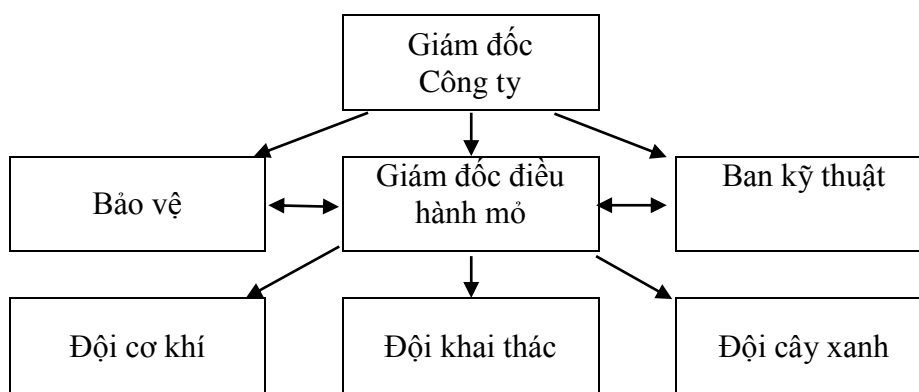 Giám đốc
Công ty
Bảo vệ
Giám đốc điều
hành mỏ
Ban kỹ thuật
Đội cơ khí
Đội khai thác
Đội cây xanh